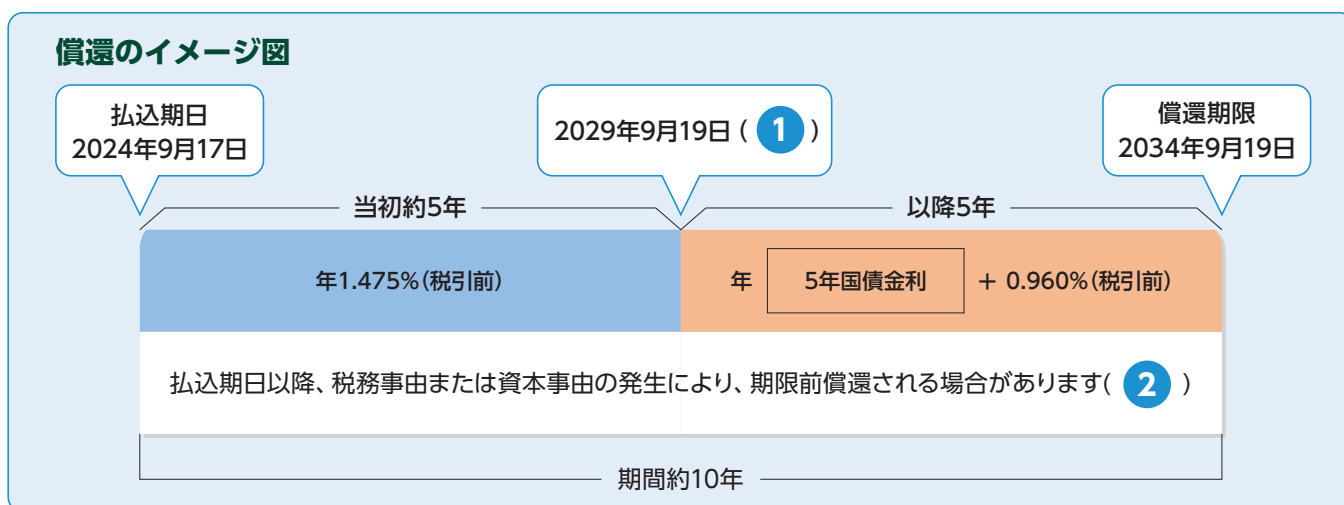 償還のイメージ図
払込期日
2024年9月17日
2029年9月19日 ( 1 )
償還期限
2034年9月19日
当初約5年
以降5年
年1.475%(税引前)
年 5年国債金利 + 0.960%(税引前)
払込期日以降、税務事由または資本事由の発生により、期限前償還される場合があります( 2 )
期間約10年